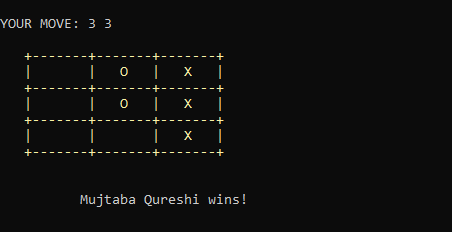 YOUR MOVE: 3 3
+-------+-------+-------+
|       |   O   |   X   |
+-------+-------+-------+
|       |   O   |   X   |
+-------+-------+-------+
|       |       |   X   |
+-------+-------+-------+
Mujtaba Qureshi wins!